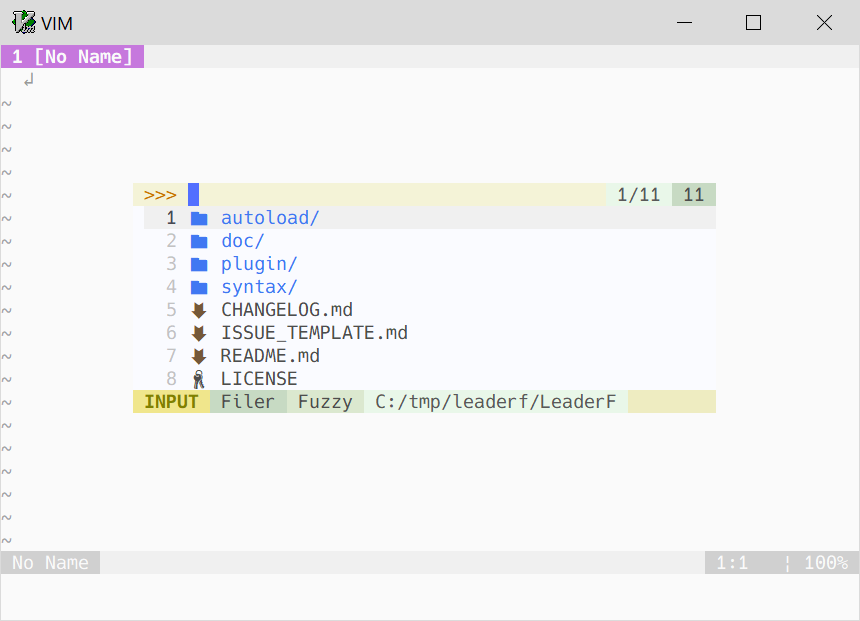 VIM
1 [No Name]
>>> 1/11 11
1 autoload/
2 doc/
3 plugin/
4 syntax/
5 CHANGELOG.md
6 ISSUE_TEMPLATE.md
7 README.md
8 LICENSE
INPUT Filer Fuzzy C:/tmp/leaderf/LeaderF
No Name 1:1 ¦ 100%